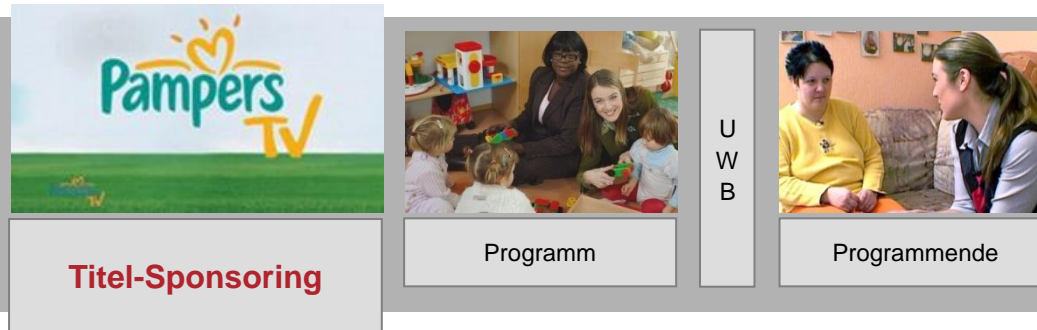 Pampers
TV
Titel-Sponsoring
Programm
U
W
B
Programmende